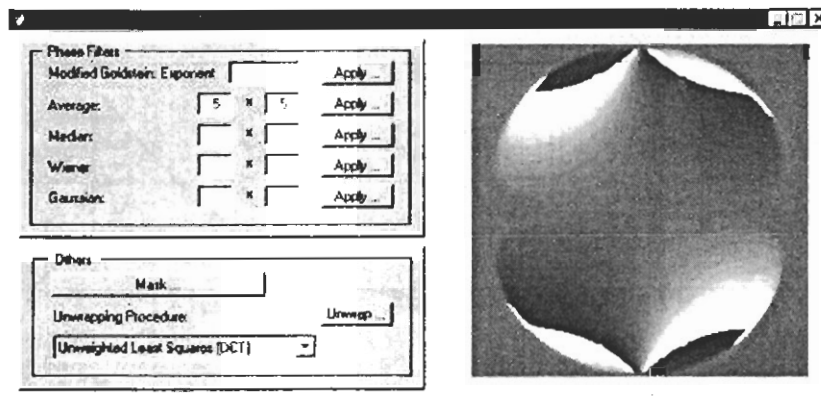 Phase Filters
Modified Goldstein: Exponent Apply ...
Average: 5 x 5 Apply ...
Median: x Apply ...
Wiener x Apply ...
Gaussian: x Apply ...
Others
Mask ...
Unwrapping Procedure: Unwrap ...
Unweighted Least Squares (DCT)